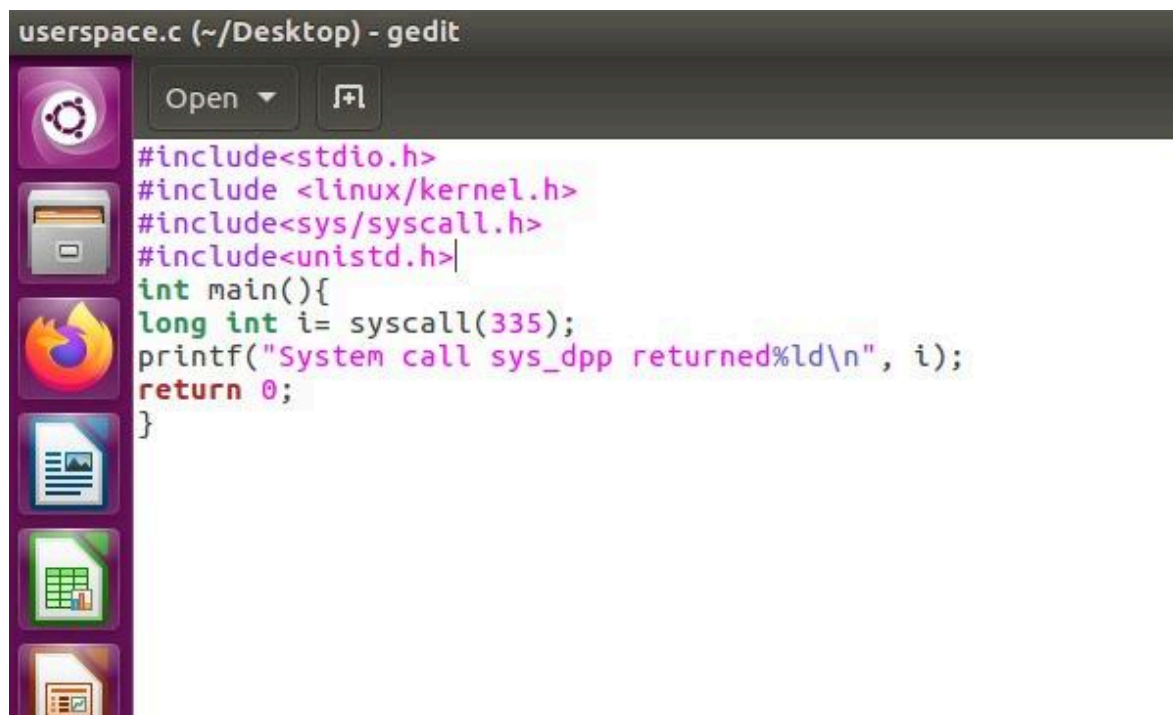 userspace.c (~/Desktop) - gedit
Open
#include<stdio.h>
#include <linux/kernel.h>
#include<sys/syscall.h>
#include<unistd.h>
int main(){
long int i= syscall(335);
printf("System call sys_dpp returned%ld\n", i);
return 0;
}